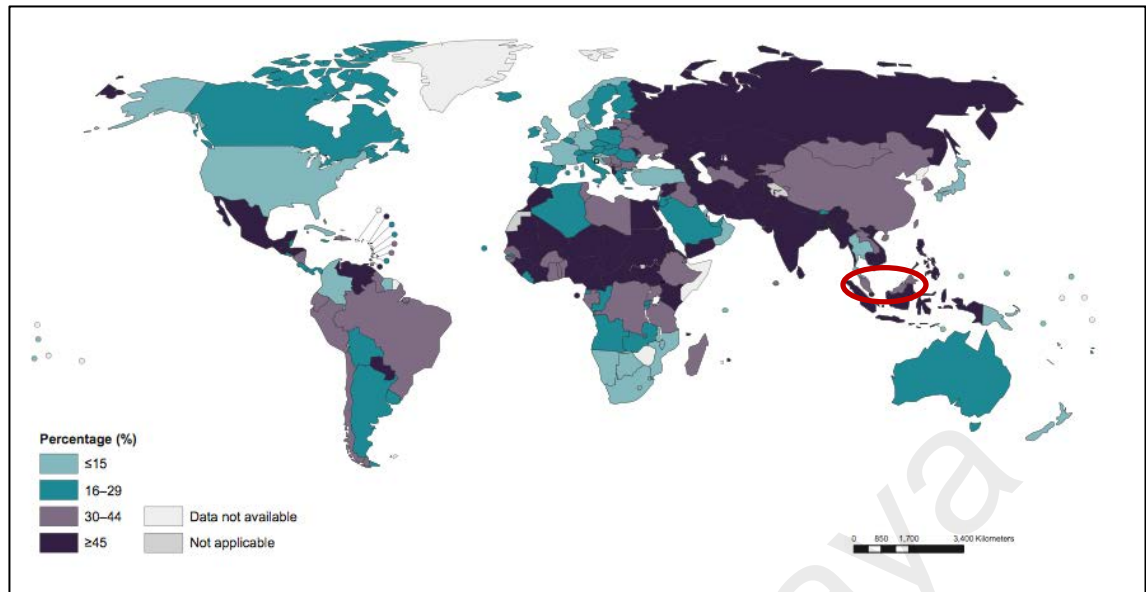 Percentage (%)
≤15
16–29
30–44
≥45
Data not available
Not applicable
0 850 1,700 3,400 Kilometers
aya